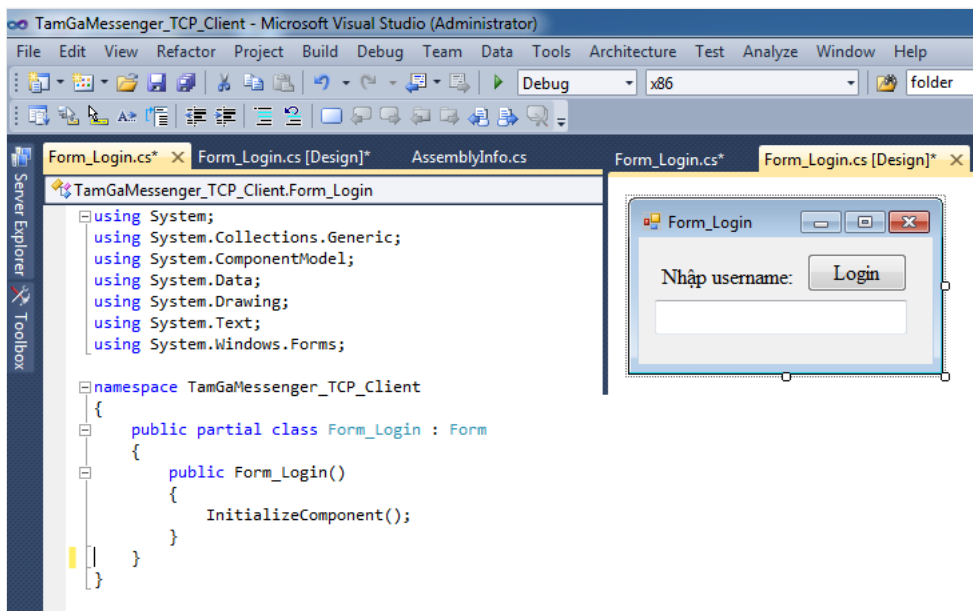 TamGaMessenger_TCP_Client - Microsoft Visual Studio (Administrator)
File Edit View Refactor Project Build Debug Team Data Tools Architecture Test Analyze Window Help
Debug x86 folder
Form_Login.cs* Form_Login.cs [Design]* AssemblyInfo.cs
TamGaMessenger_TCP_Client.Form_Login
Server Explorer
Toolbox
using System;
using System.Collections.Generic;
using System.ComponentModel;
using System.Data;
using System.Drawing;
using System.Text;
using System.Windows.Forms;
namespace TamGaMessenger_TCP_Client
{
public partial class Form_Login : Form
{
public Form_Login()
{
InitializeComponent();
}
}
}
Form_Login.cs* Form_Login.cs [Design]*
Form_Login
Nhập username: Login